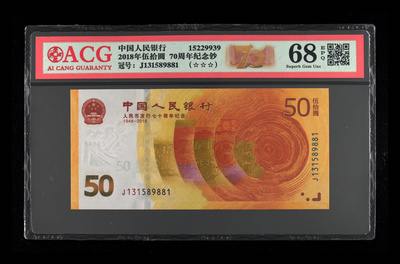 ACG
AI CANG GUARANTY
中国人民银行 15229939
2018年伍拾圆 70周年纪念钞
冠号: J131589881 (☆☆☆)
70
68 EPQ
Superb Gem Unc
中国人民银行
人民币发行七十周年纪念
1948-2018
50 伍拾圆
J131589881
50
50
J131589881